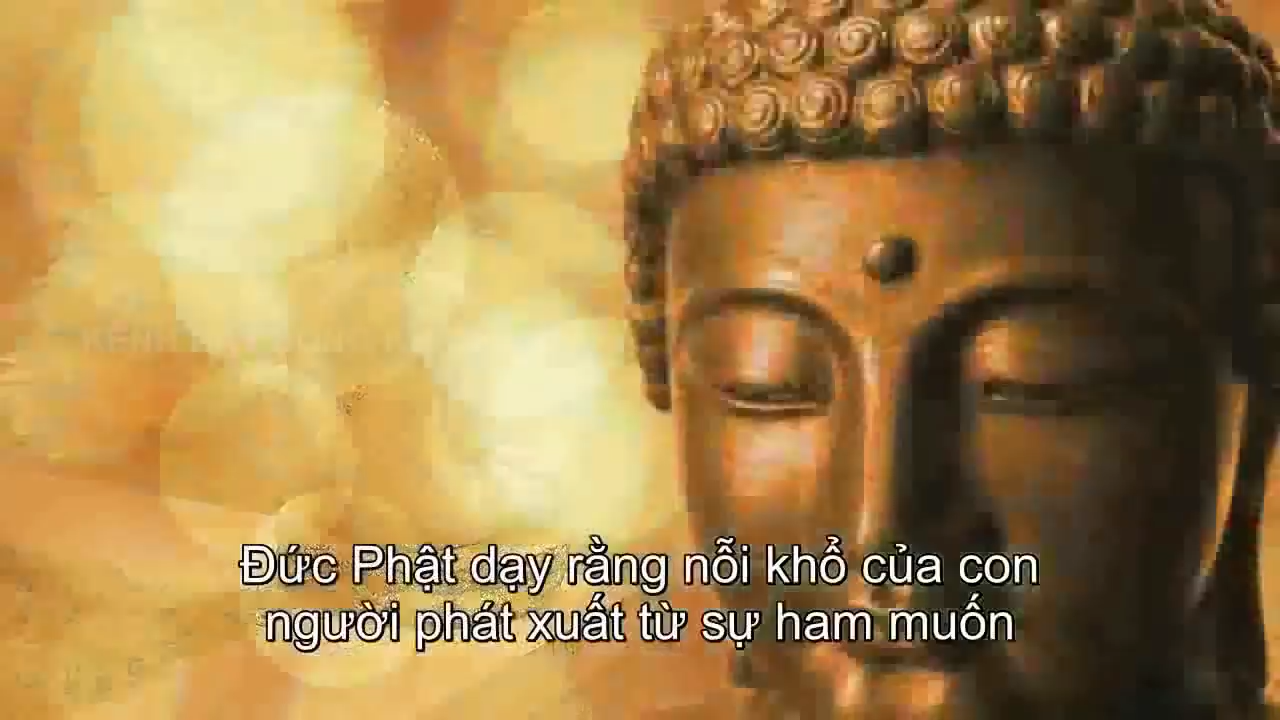 Đức Phật dạy rằng nỗi khổ của con
người phát xuất từ sự ham muốn